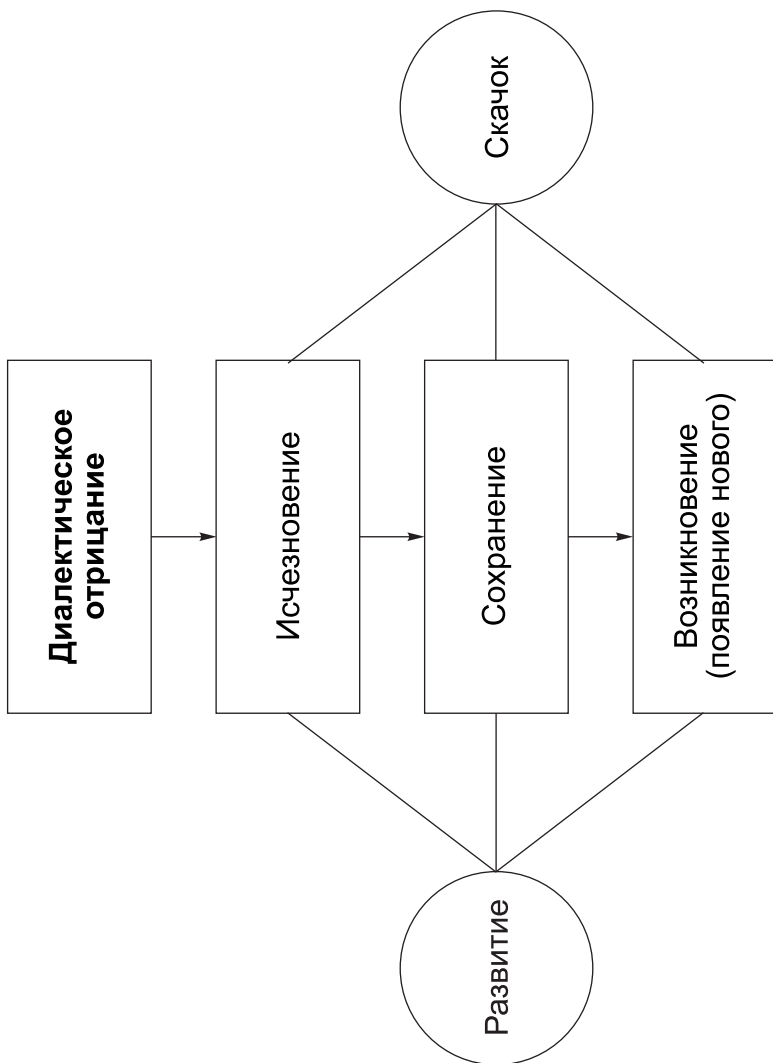 Диалектическое
отрицание
Исчезновение
Сохранение
Возникновение
(появление нового)
Развитие
Скачок